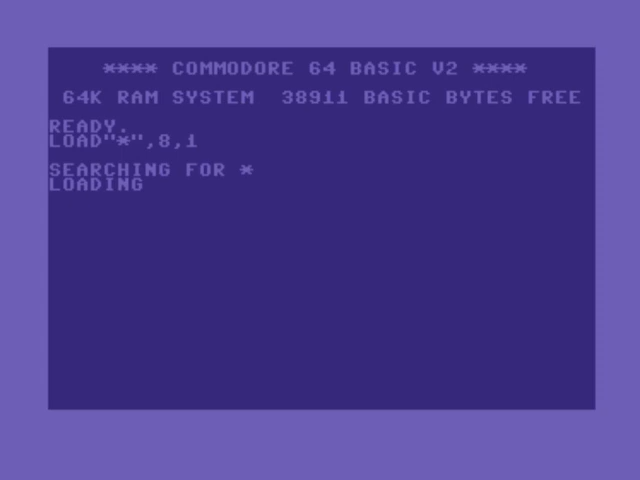 **** COMMODORE 64 BASIC V2 ****
64K RAM SYSTEM  38911 BASIC BYTES FREE
READY.
LOAD"*",8,1
SEARCHING FOR *
LOADING